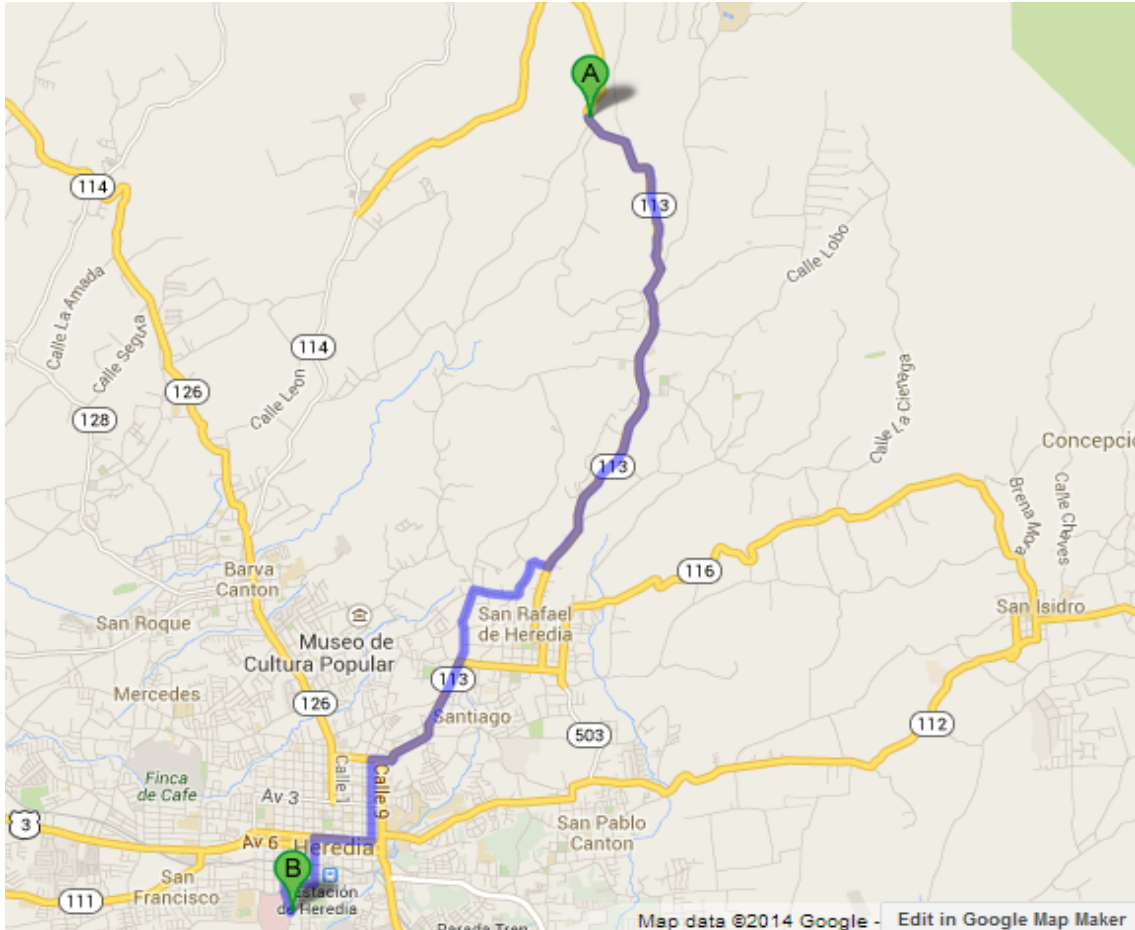 A
114
113
Calle Lobo
Calle La Amada
Calle Segura
114
Calle Leon
126
128
Calle La Cienega
Concepcio
113
Brena Mora
Calle Chaves
Barva
Canton
116
San Rafael
de Heredia
San Isidro
San Roque
Museo de
Cultura Popular
Mercedes
126
113
Santiago
503
112
Finca
de Cafe
Calle 1
Calle 9
Av 3
3
Av 6
Heredia
San Pablo
Canton
B
San
Francisco
Estación
de Heredia
111
Parada Tren
Map data ©2014 Google -
Edit in Google Map Maker